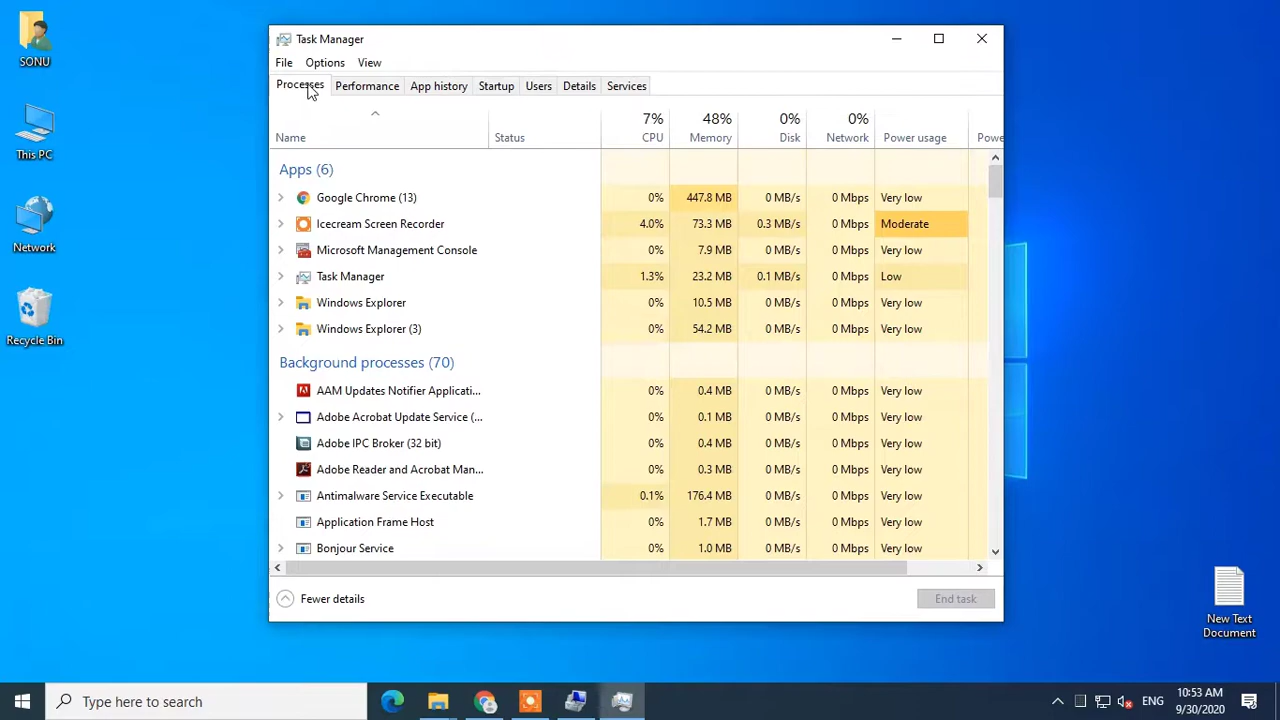 SONU
This PC
Network
Recycle Bin
Task Manager
File Options View
Processes Performance App history Startup Users Details Services
7% 48% 0% 0%
Name Status CPU Memory Disk Network Power usage Powe
Apps (6)
Google Chrome (13) 0% 447.8 MB 0 MB/s 0 Mbps Very low
Icecream Screen Recorder 4.0% 73.3 MB 0.3 MB/s 0 Mbps Moderate
Microsoft Management Console 0% 7.9 MB 0 MB/s 0 Mbps Very low
Task Manager 1.3% 23.2 MB 0.1 MB/s 0 Mbps Low
Windows Explorer 0% 10.5 MB 0 MB/s 0 Mbps Very low
Windows Explorer (3) 0% 54.2 MB 0 MB/s 0 Mbps Very low
Background processes (70)
AAM Updates Notifier Applicati... 0% 0.4 MB 0 MB/s 0 Mbps Very low
Adobe Acrobat Update Service (... 0% 0.1 MB 0 MB/s 0 Mbps Very low
Adobe IPC Broker (32 bit) 0% 0.4 MB 0 MB/s 0 Mbps Very low
Adobe Reader and Acrobat Man... 0% 0.3 MB 0 MB/s 0 Mbps Very low
Antimalware Service Executable 0.1% 176.4 MB 0 MB/s 0 Mbps Very low
Application Frame Host 0% 1.7 MB 0 MB/s 0 Mbps Very low
Bonjour Service 0% 1.0 MB 0 MB/s 0 Mbps Very low
Fewer details End task
New Text
Document
Type here to search
ENG
10:53 AM
9/30/2020